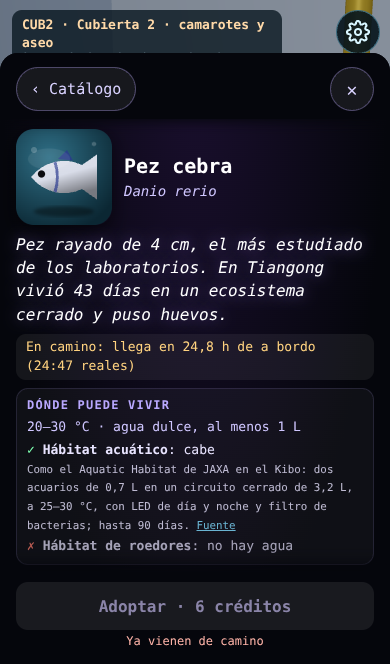 CUB2 · Cubierta 2 · camarotes y
aseo
‹ Catálogo
×
Pez cebra
Danio rerio
Pez rayado de 4 cm, el más estudiado
de los laboratorios. En Tiangong
vivió 43 días en un ecosistema
cerrado y puso huevos.
En camino: llega en 24,8 h de a bordo
(24:47 reales)
DÓNDE PUEDE VIVIR
20–30 °C · agua dulce, al menos 1 L
✓ Hábitat acuático: cabe
Como el Aquatic Habitat de JAXA en el Kibo: dos
acuarios de 0,7 L en un circuito cerrado de 3,2 L,
a 25–30 °C, con LED de día y noche y filtro de
bacterias; hasta 90 días. Fuente
✗ Hábitat de roedores: no hay agua
Adoptar · 6 créditos
Ya vienen de camino